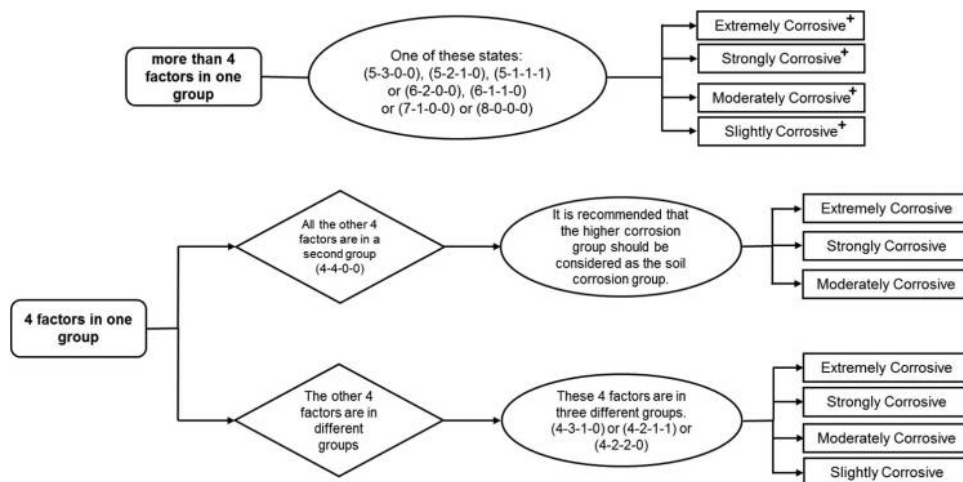 more than 4
factors in one
group
One of these states:
(5-3-0-0), (5-2-1-0), (5-1-1-1)
or (6-2-0-0), (6-1-1-0)
or (7-1-0-0) or (8-0-0-0)
Extremely Corrosive+
Strongly Corrosive+
Moderately Corrosive+
Slightly Corrosive+
4 factors in one
group
All the other 4
factors are in a
second group
(4-4-0-0)
It is recommended that
the higher corrosion
group should be
considered as the soil
corrosion group.
Extremely Corrosive
Strongly Corrosive
Moderately Corrosive
The other 4
factors are in
different
groups
These 4 factors are in
three different groups.
(4-3-1-0) or (4-2-1-1) or
(4-2-2-0)
Extremely Corrosive
Strongly Corrosive
Moderately Corrosive
Slightly Corrosive